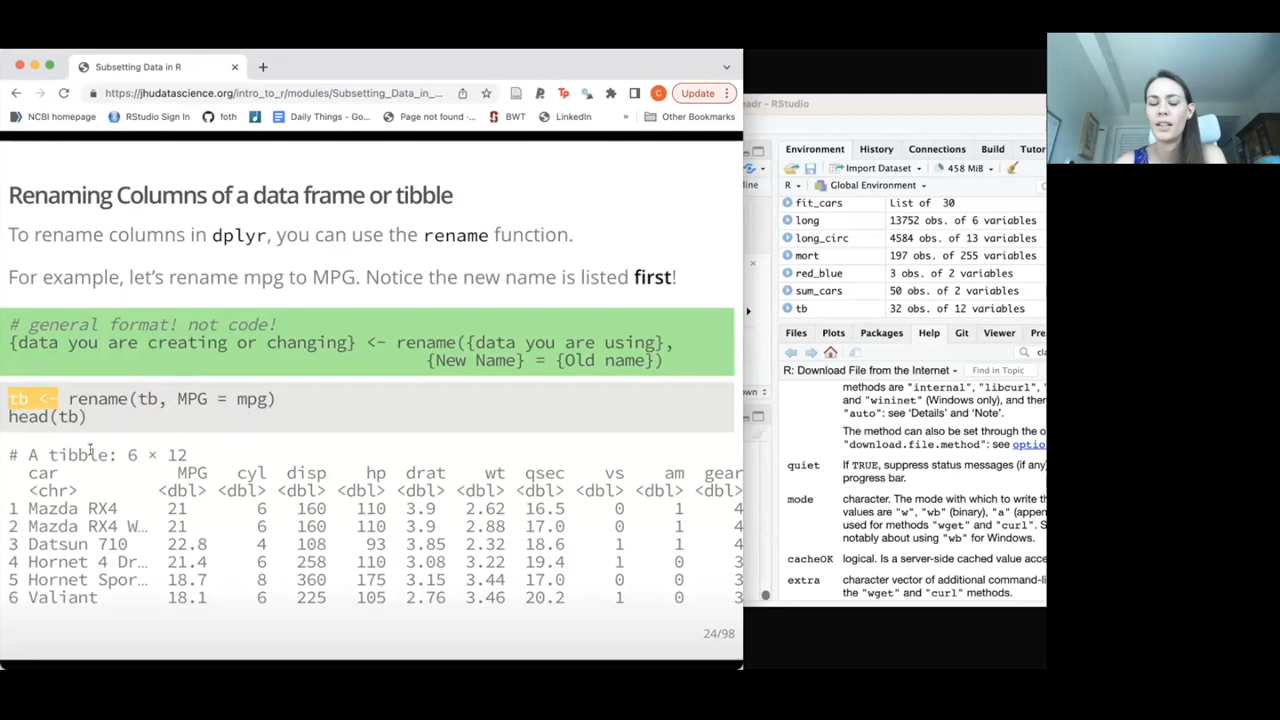 Subsetting Data in R
https://jhudatascience.org/intro_to_r/modules/Subsetting_Data_in_...
C
Update
NCBI homepage
RStudio Sign In
foth
Daily Things - Go...
Page not found -...
BWT
LinkedIn
»
Other Bookmarks
Renaming Columns of a data frame or tibble
To rename columns in dplyr, you can use the rename function.
For example, let's rename mpg to MPG. Notice the new name is listed first!
# general format! not code!
{data you are creating or changing} <- rename({data you are using},
{New Name} = {Old name})
tb <- rename(tb, MPG = mpg)
head(tb)
# A tibble: 6 × 12
car MPG cyl disp hp drat wt qsec vs am gear
<chr> <dbl> <dbl> <dbl> <dbl> <dbl> <dbl> <dbl> <dbl> <dbl> <dbl>
1 Mazda RX4 21 6 160 110 3.9 2.62 16.5 0 1 4
2 Mazda RX4 W… 21 6 160 110 3.9 2.88 17.0 0 1 4
3 Datsun 710 22.8 4 108 93 3.85 2.32 18.6 1 1 4
4 Hornet 4 Dr… 21.4 6 258 110 3.08 3.22 19.4 1 0 3
5 Hornet Spor… 18.7 8 360 175 3.15 3.44 17.0 0 0 3
6 Valiant 18.1 6 225 105 2.76 3.46 20.2 1 0 3
24/98
adr - RStudio
Environment History Connections Build Tutor
Import Dataset 458 MiB
R Global Environment
fit_cars List of 30
long 13752 obs. of 6 variables
long_circ 4584 obs. of 13 variables
mort 197 obs. of 255 variables
red_blue 3 obs. of 2 variables
sum_cars 50 obs. of 2 variables
tb 32 obs. of 12 variables
Files Plots Packages Help Git Viewer Pre
R: Download File from the Internet Find in Topic
methods are "internal", "libcurl",
and "wininet" (Windows only), and the
"auto": see 'Details' and 'Note'.
The method can also be set through the o
"download.file.method": see optio
quiet If TRUE, suppress status messages (if any)
progress bar.
mode character. The mode with which to write th
values are "w", "wb" (binary), "a" (appen
used for methods "wget" and "curl". S
notably about using "wb" for Windows.
cacheOK logical. Is a server-side cached value acce
extra character vector of additional command-li
the "wget" and "curl" methods.